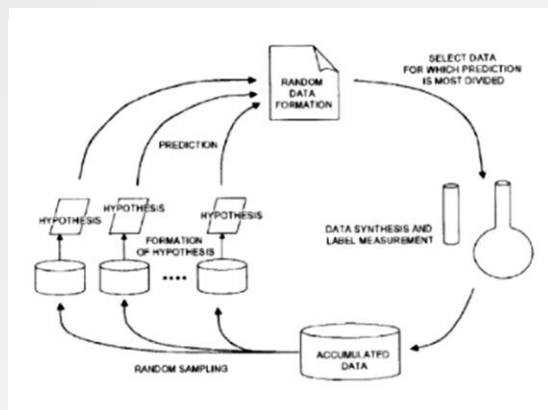 SELECT DATA
FOR WHICH PREDICTION
IS MOST DIVIDED
RANDOM
DATA
FORMATION
PREDICTION
HYPOTHESIS
HYPOTHESIS
HYPOTHESIS
DATA SYNTHESIS AND
LABEL MEASUREMENT
FORMATION
OF HYPOTHESIS
ACCUMULATED
DATA
RANDOM SAMPLING